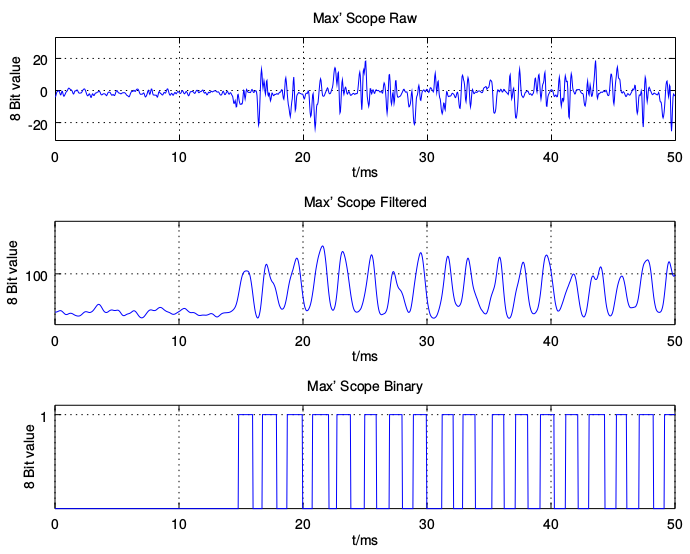 Max' Scope Raw
8 Bit value
20
0
-20
0 10 20 30 40 50
t/ms
Max' Scope Filtered
8 Bit value
100
0 10 20 30 40 50
t/ms
Max' Scope Binary
8 Bit value
1
0 10 20 30 40 50
t/ms